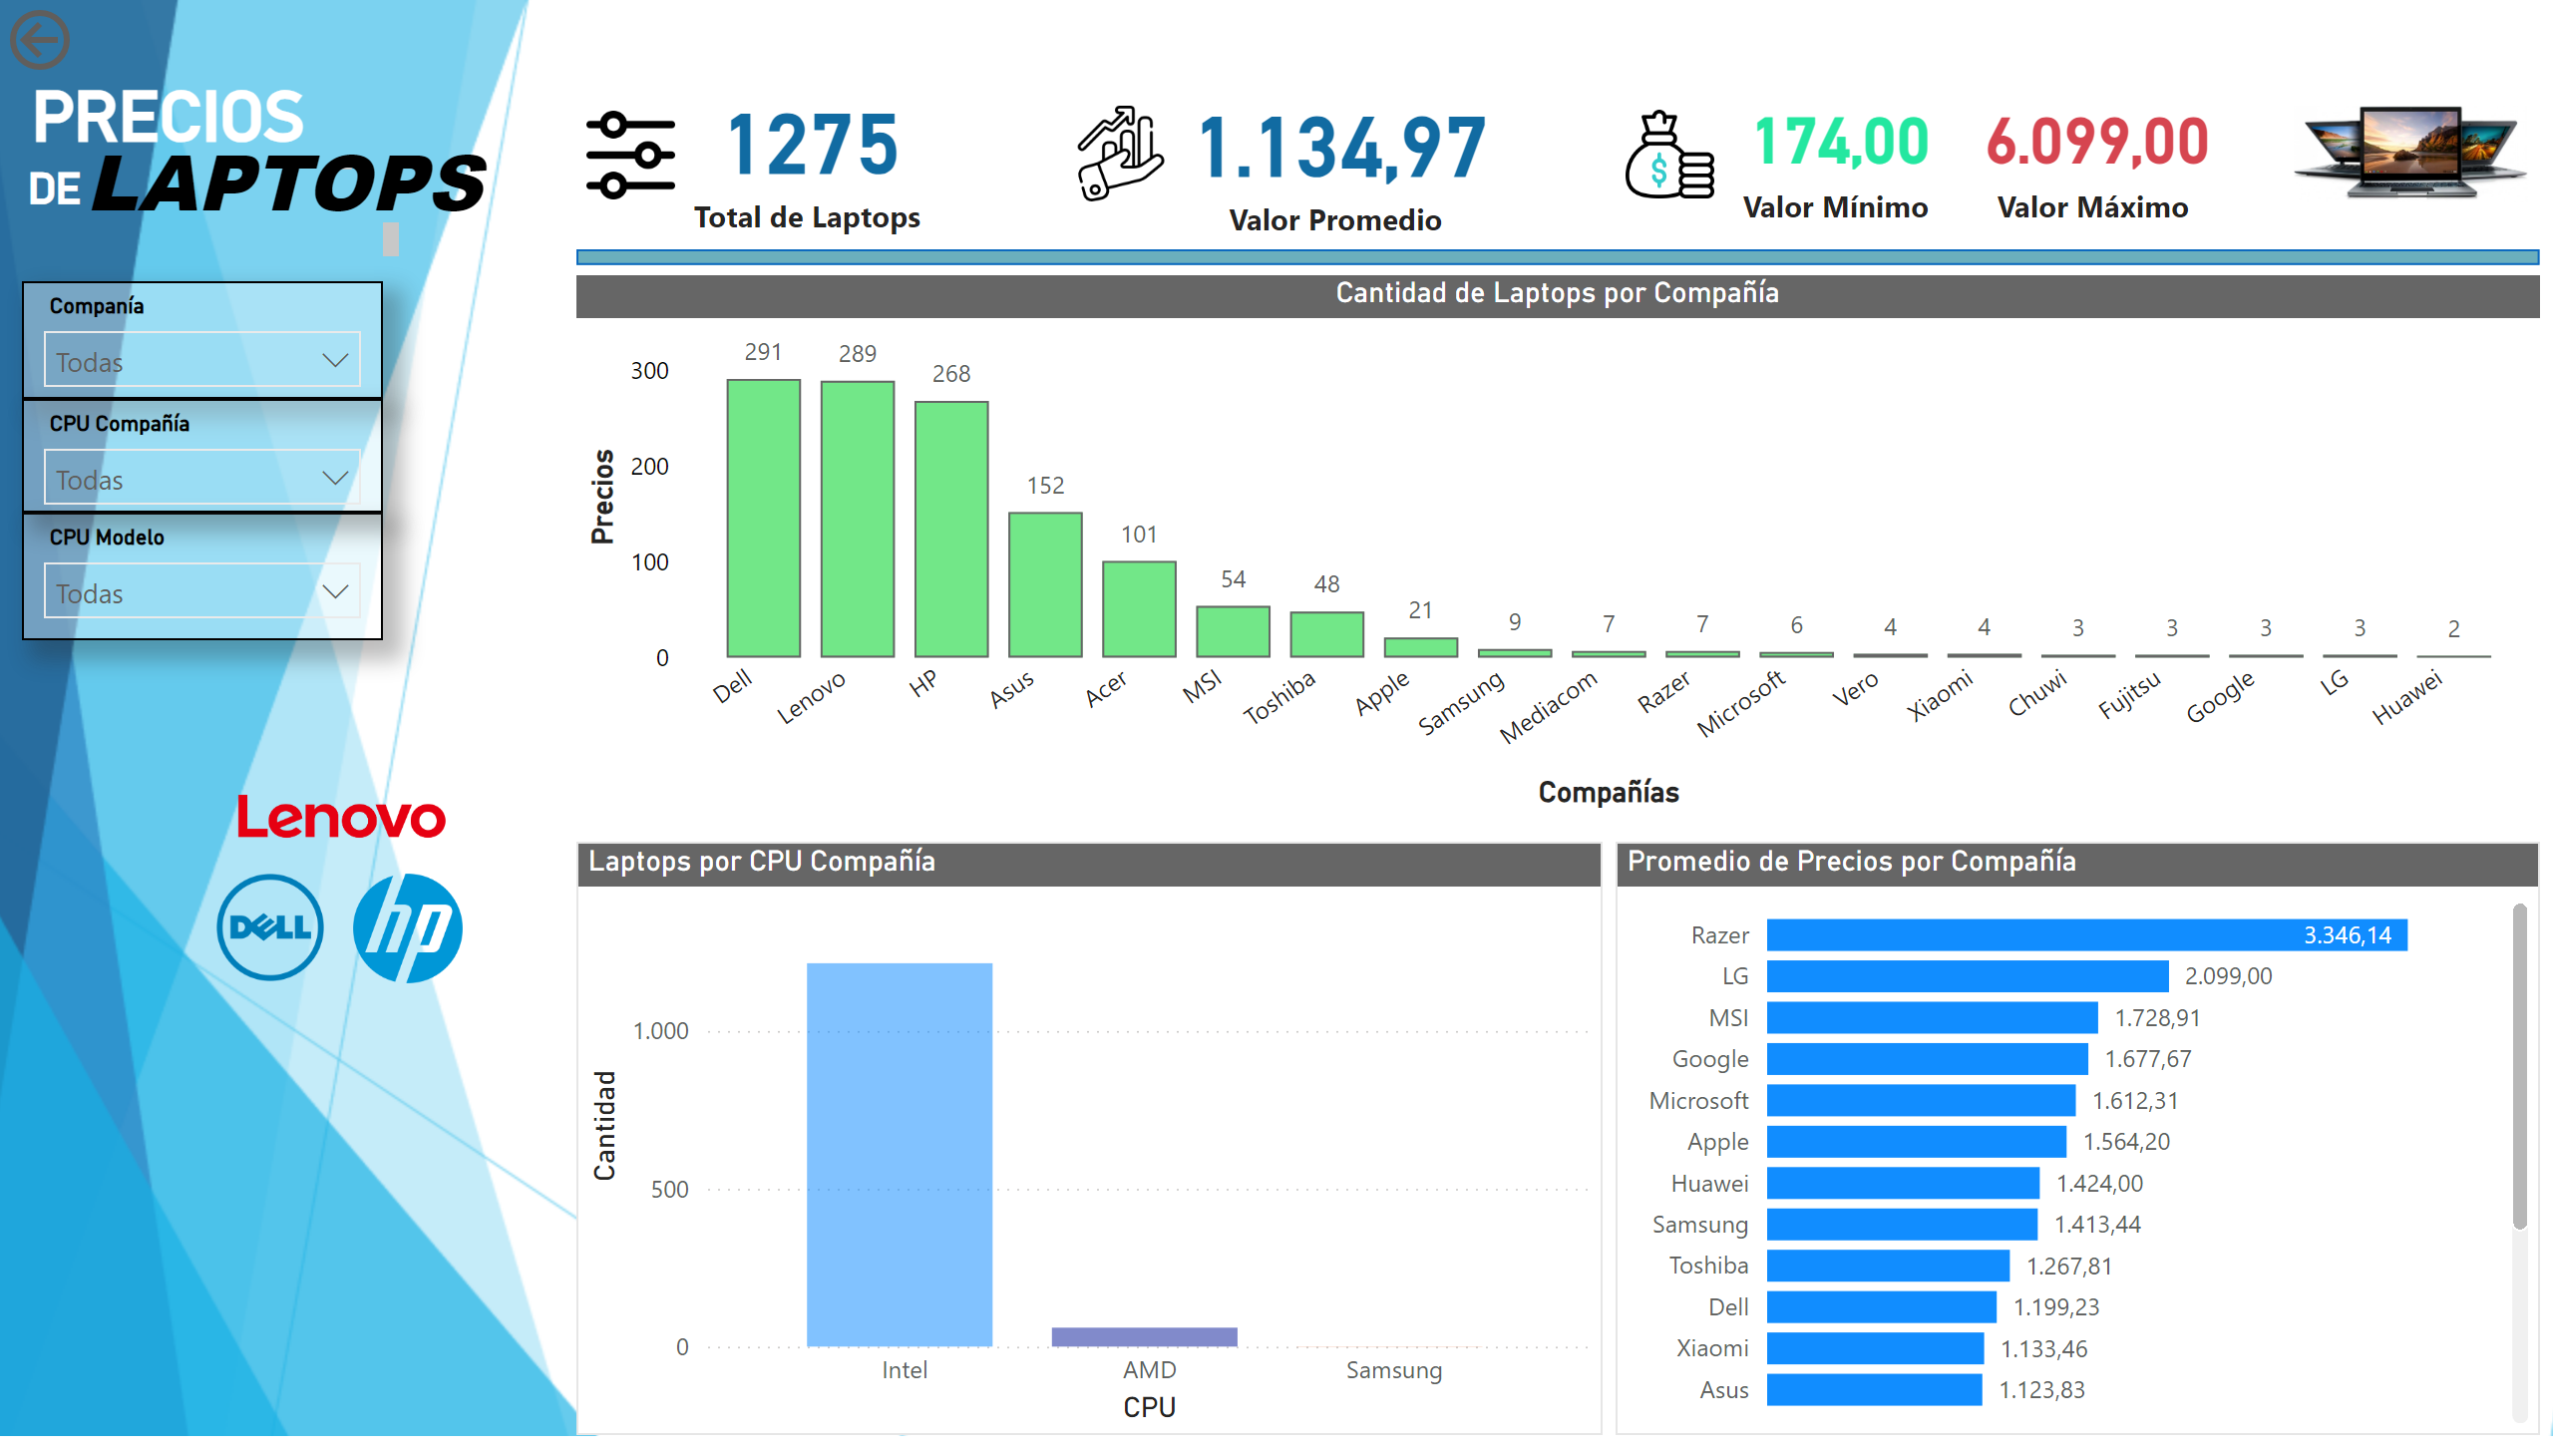 PRECIOS
DE LAPTOPS
Companía
Todas
CPU Compañía
Todas
CPU Modelo
Todas
Lenovo
DELL
hp
1275
Total de Laptops
1.134,97
Valor Promedio
$
174,00
Valor Mínimo
6.099,00
Valor Máximo
Cantidad de Laptops por Compañía
Precios
300
200
100
0
291
289
268
152
101
54
48
21
9
7
7
6
4
4
3
3
3
3
2
Dell
Lenovo
HP
Asus
Acer
MSI
Toshiba
Apple
Samsung
Mediacom
Razer
Microsoft
Vero
Xiaomi
Chuwi
Fujitsu
Google
LG
Huawei
Compañías
Laptops por CPU Compañía
Cantidad
1.000
500
0
Intel
AMD
Samsung
CPU
Promedio de Precios por Compañía
Razer 3.346,14
LG 2.099,00
MSI 1.728,91
Google 1.677,67
Microsoft 1.612,31
Apple 1.564,20
Huawei 1.424,00
Samsung 1.413,44
Toshiba 1.267,81
Dell 1.199,23
Xiaomi 1.133,46
Asus 1.123,83